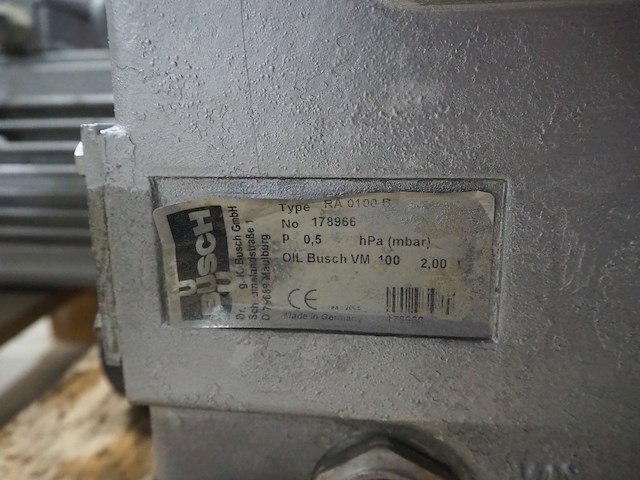 BUSCH
Dr. g. K. Busch GmbH
Schauinslandstraße 1
D 79689 Maulburg
Type RA 0100 B
No 178966
P 0,5 hPa (mbar)
OIL Busch VM 100 2,00 l
CE
Made in Germany